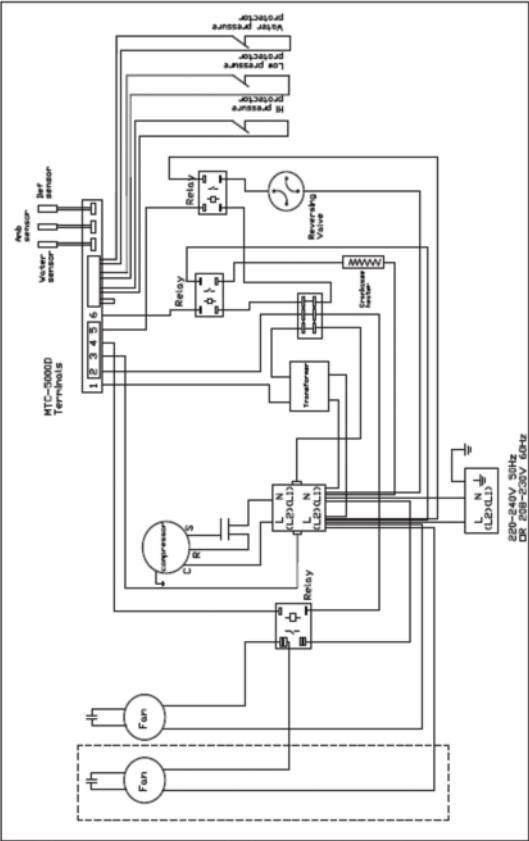 Water pressure
protector
Low pressure
protector
Hi pressure
protector
Def sensor
Amb
sensor
Water
sensor
MTC-5000D
Terminals
1 2 3 4 5 6
Relay
Reversing
Valve
Relay
Crankcase
heater
Transformer
L N
(L2)(L1)
L N
(L2)(L1)
compressor
S
R
C
Relay
L N
(L2)(L1)
220-240V 50Hz
OR 208-230V 60Hz
Fan
Fan